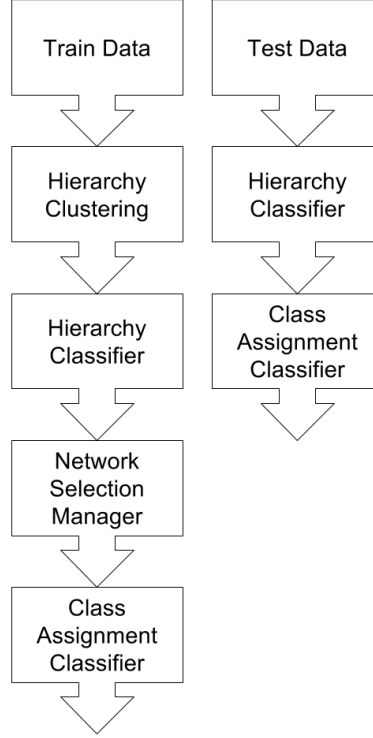 Train Data
Hierarchy
Clustering
Hierarchy
Classifier
Network
Selection
Manager
Class
Assignment
Classifier
Test Data
Hierarchy
Classifier
Class
Assignment
Classifier